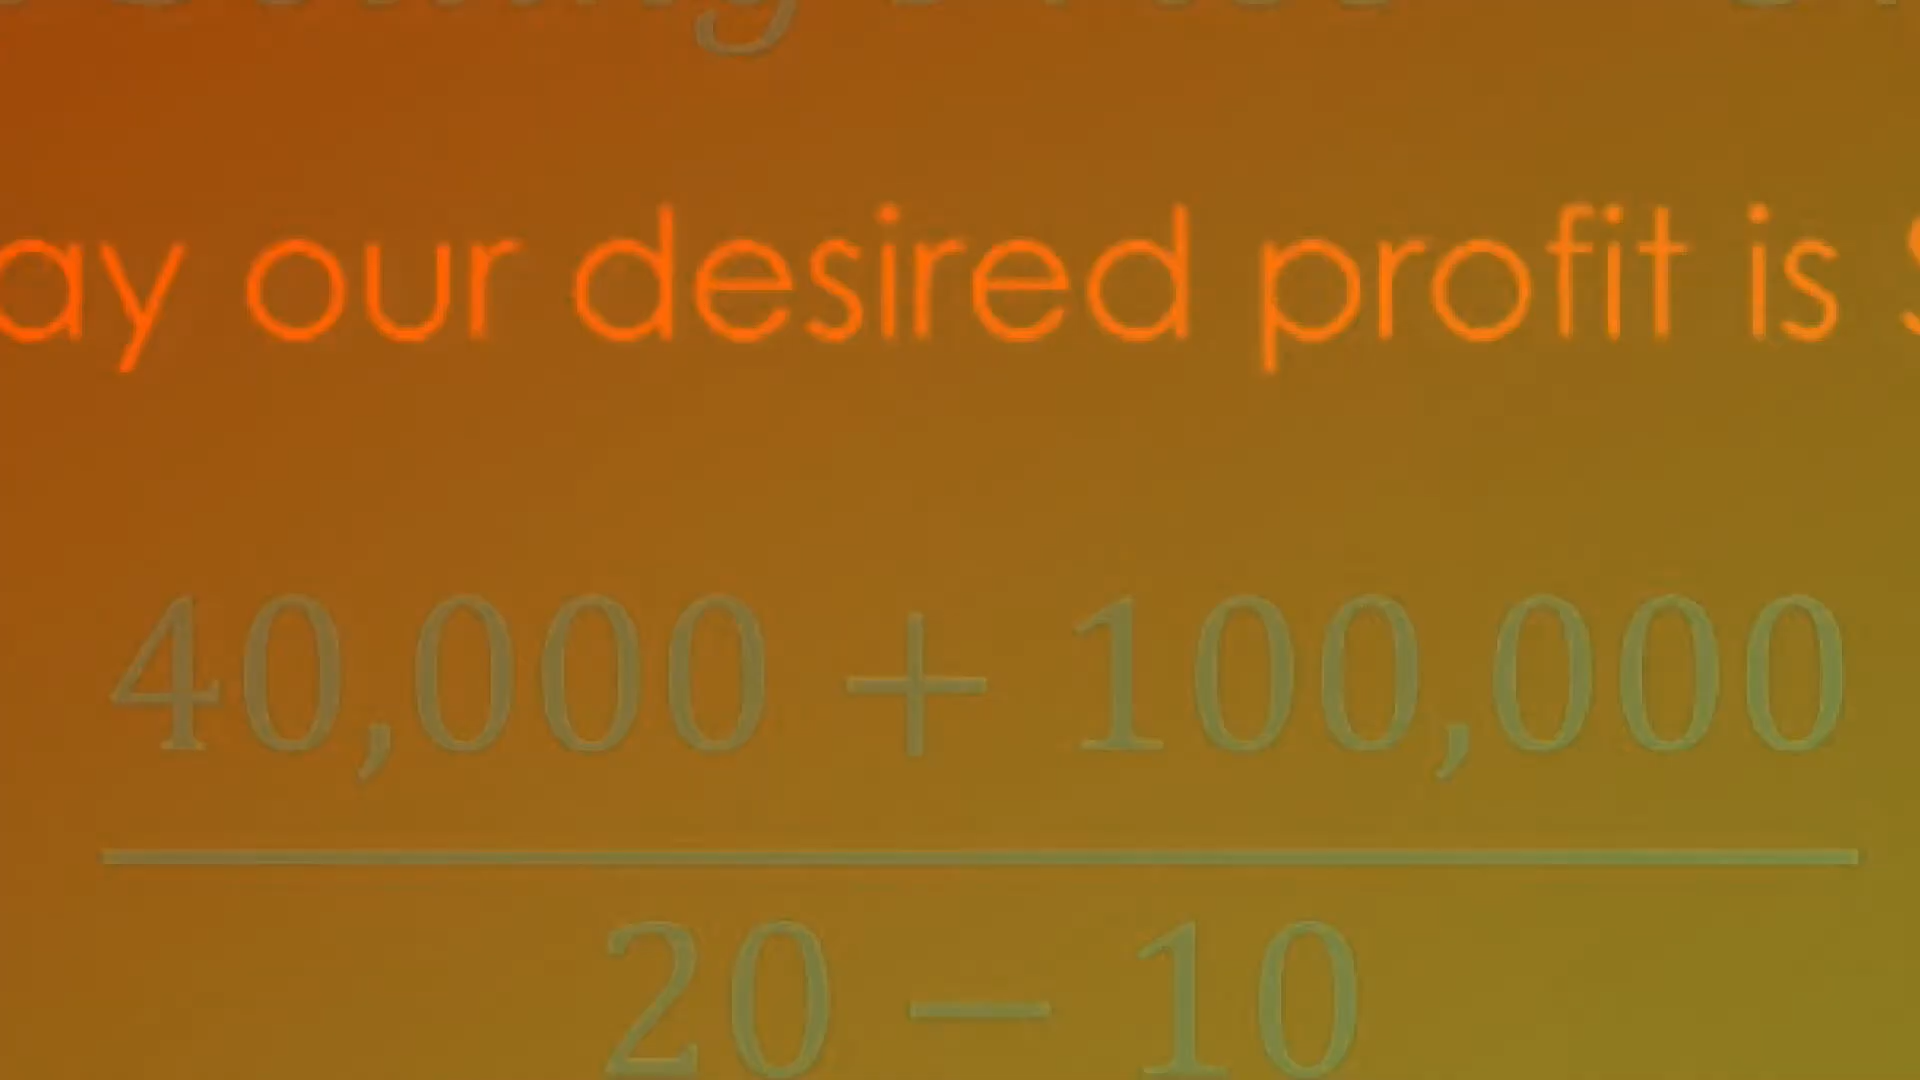 ay our desired profit is
40,000 + 100,000
20 − 10